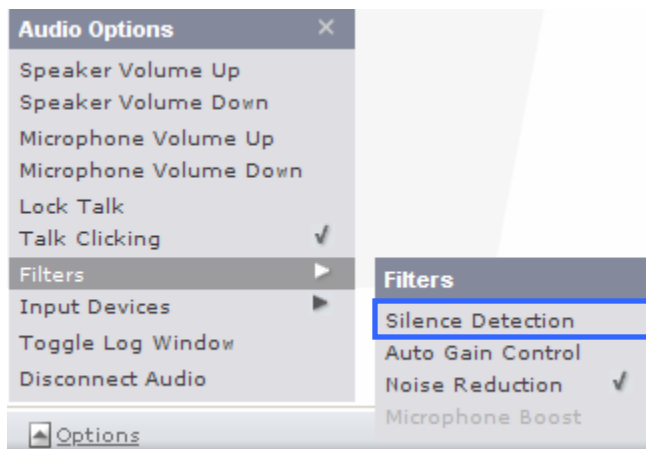 Audio Options
Speaker Volume Up
Speaker Volume Down
Microphone Volume Up
Microphone Volume Down
Lock Talk
Talk Clicking
Filters
Input Devices
Toggle Log Window
Disconnect Audio
Filters
Silence Detection
Auto Gain Control
Noise Reduction
Microphone Boost
Options